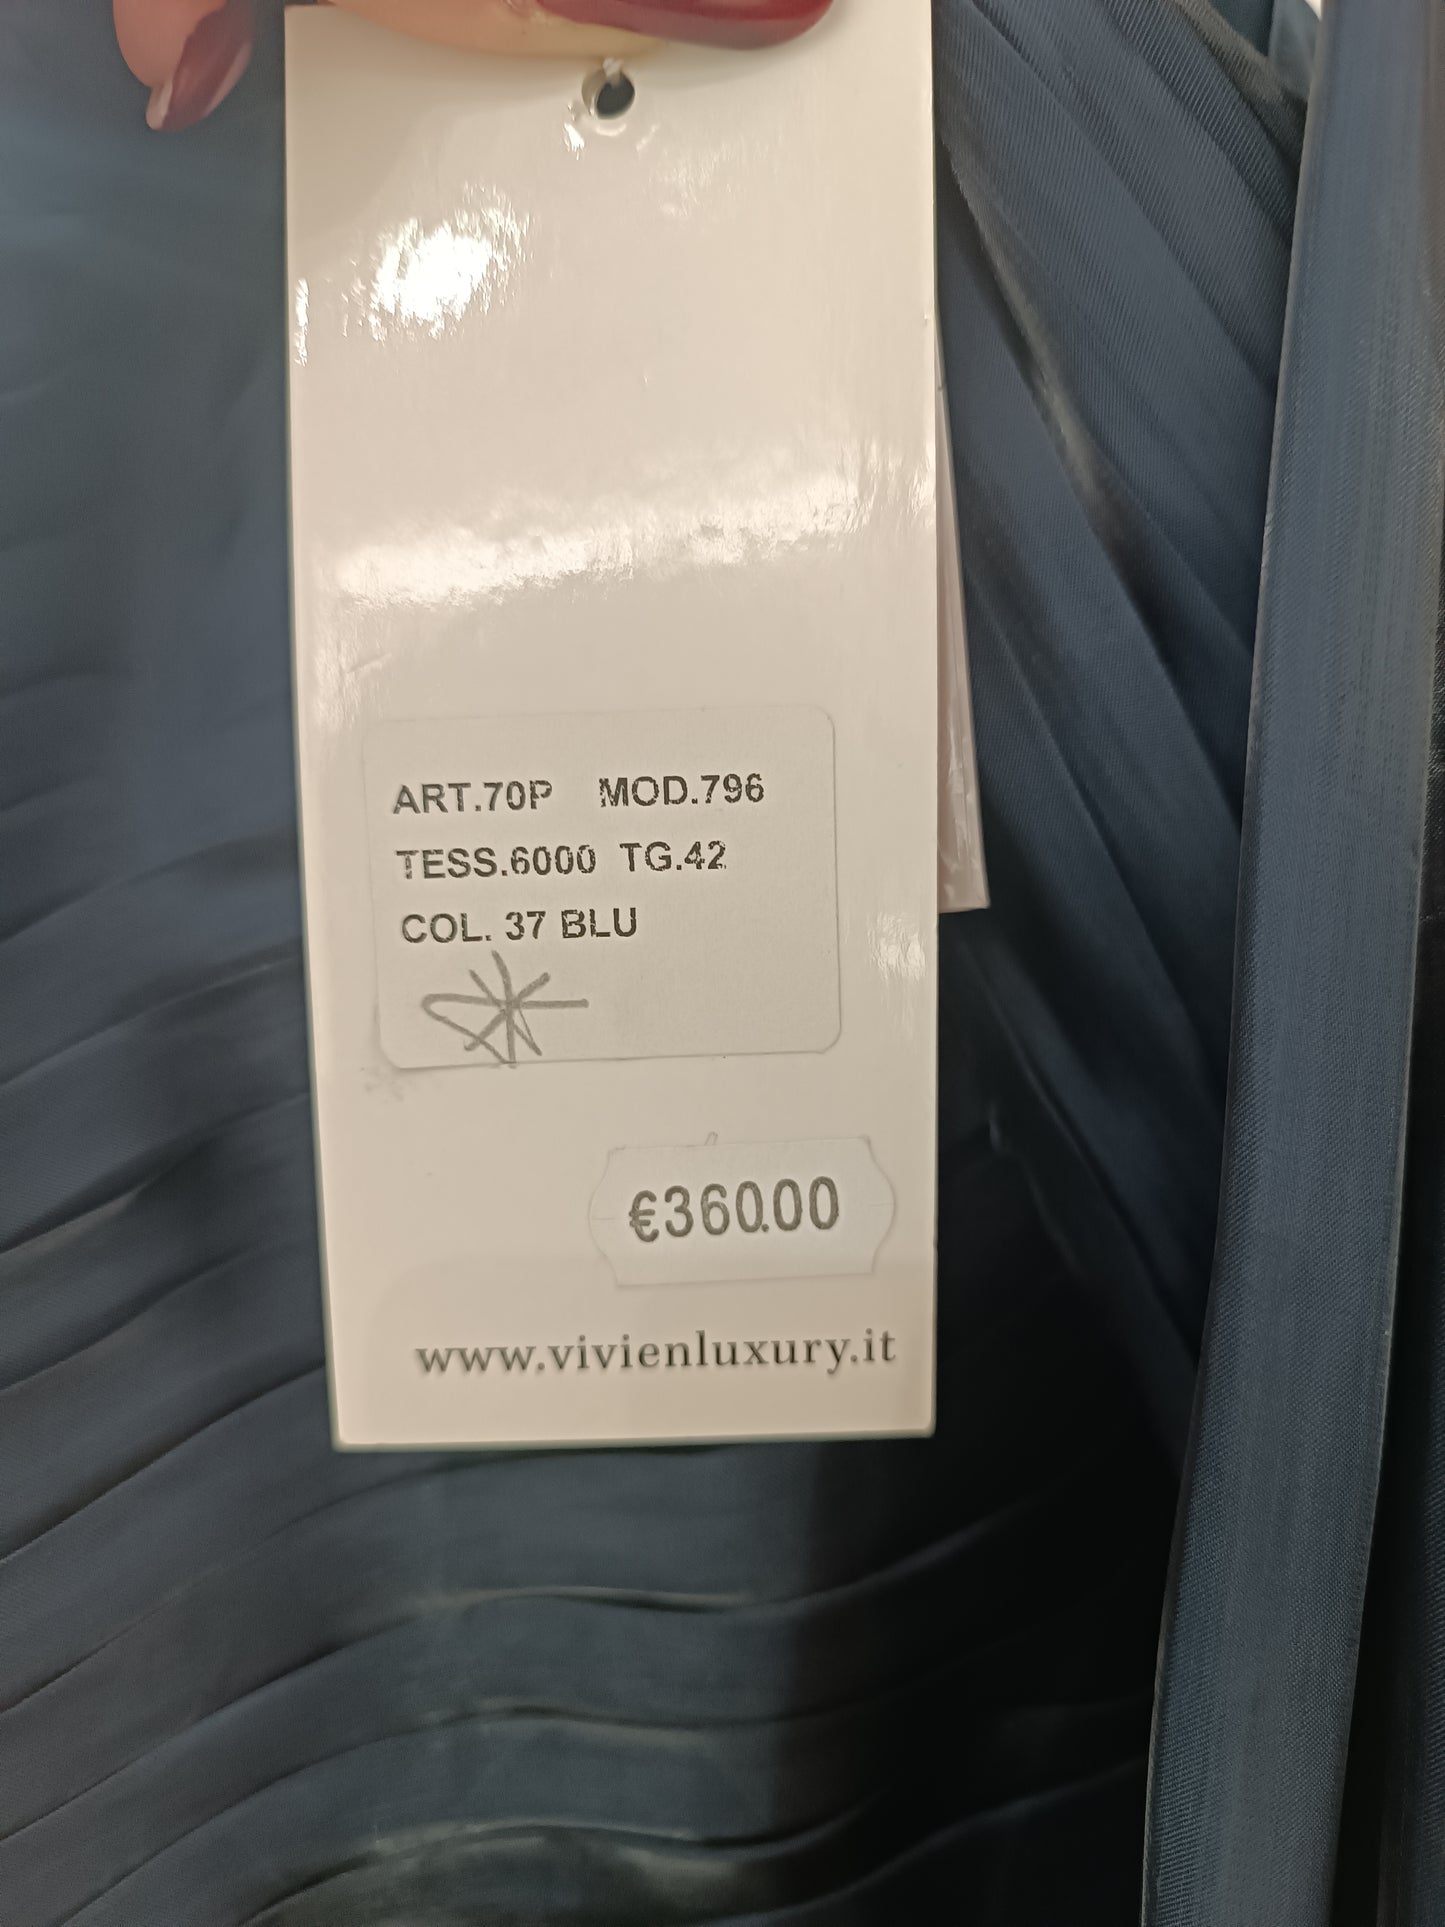 ART.70P MOD.796
TESS.6000 TG.42
COL. 37 BLU
€360.00
www.vivienluxury.it